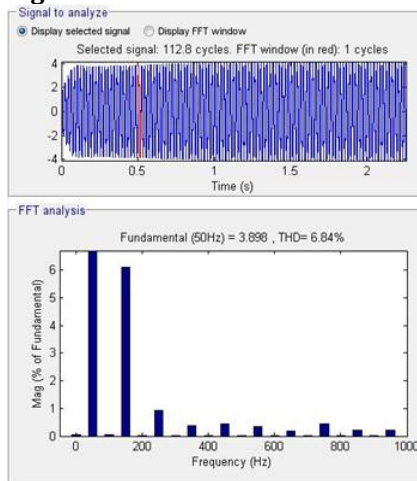 Signal to analyze
Display selected signal Display FFT window
Selected signal: 112.8 cycles. FFT window (in red): 1 cycles
4
2
0
-2
-4
0 0.5 1 1.5 2
Time (s)
FFT analysis
Fundamental (50Hz) = 3.898 , THD= 6.84%
6
5
4
3
2
1
0
Mag (% of Fundamental)
0 200 400 600 800 1000
Frequency (Hz)